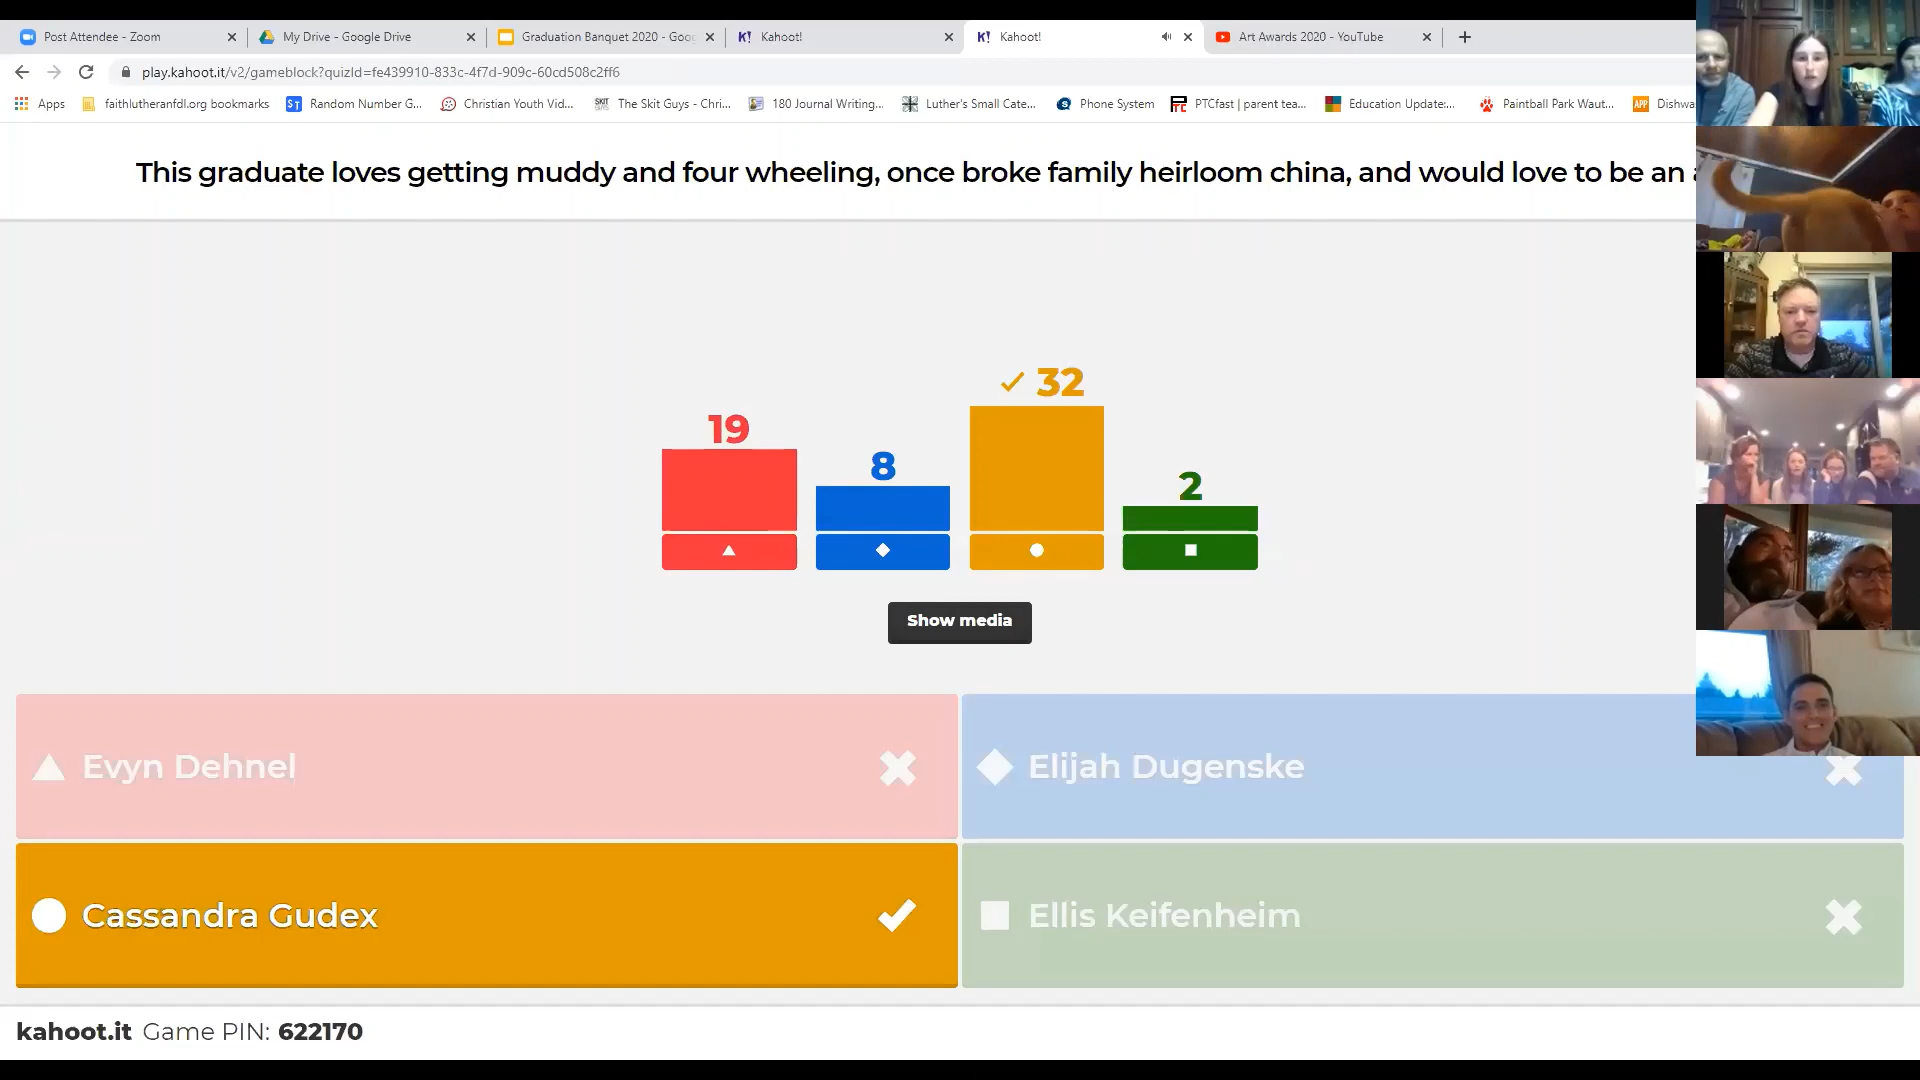 Post Attendee - Zoom
My Drive - Google Drive
Graduation Banquet 2020 - Goog
K! Kahoot!
K! Kahoot!
Art Awards 2020 - YouTube
play.kahoot.it/v2/gameblock?quizId=fe439910-833c-4f7d-909c-60cd508c2ff6
Apps
faithlutheranfdl.org bookmarks
ST Random Number G...
Christian Youth Vid...
SKIT The Skit Guys - Chri...
180 Journal Writing...
Luther's Small Cate...
Phone System
PTCfast | parent tea...
Education Update:...
Paintball Park Waut...
APP Dishwa
This graduate loves getting muddy and four wheeling, once broke family heirloom china, and would love to be an
19
8
32
2
Show media
Evyn Dehnel
Elijah Dugenske
Cassandra Gudex
Ellis Keifenheim
kahoot.it Game PIN: 622170